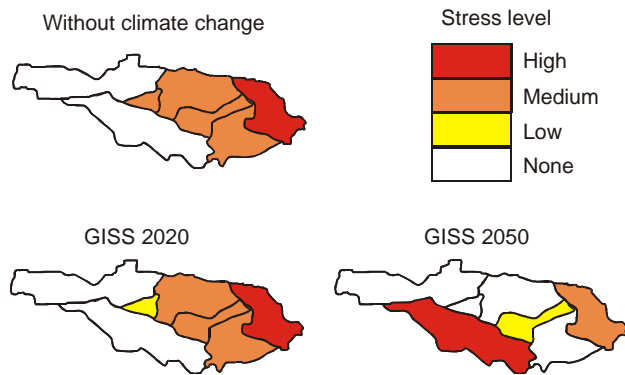 Without climate change
Stress level
High
Medium
Low
None
GISS 2020
GISS 2050